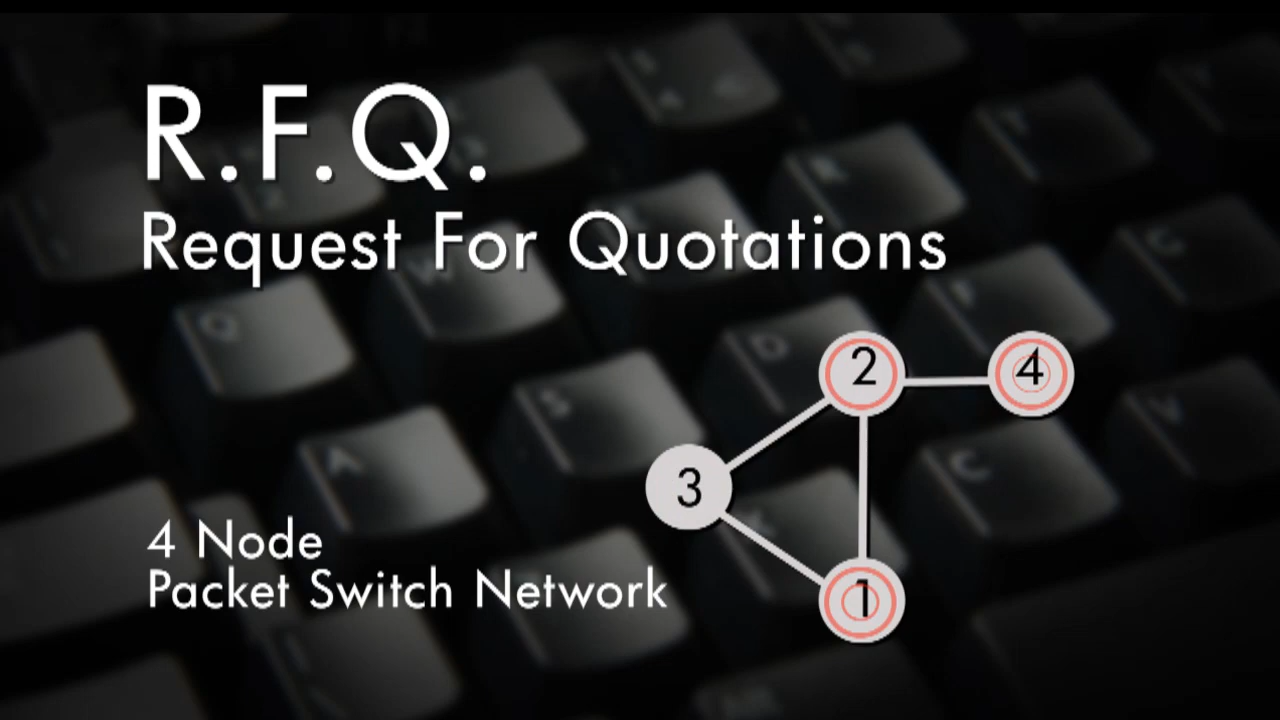 R.F.Q.
Request For Quotations
2
4
3
4 Node
Packet Switch Network
1